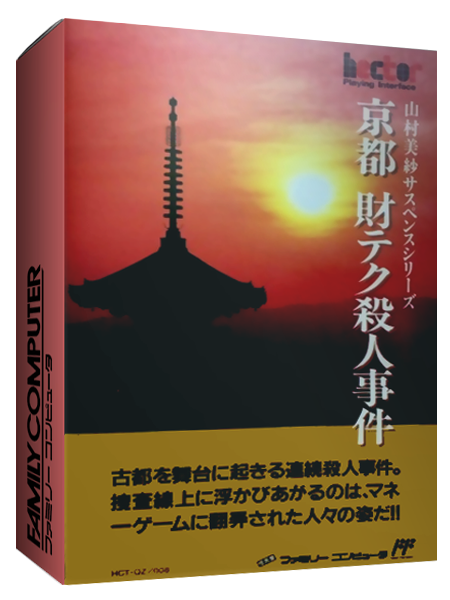 hector
Playing Interface
山村美紗サスペンスシリーズ
京都 財テク殺人事件
古都を舞台に起きる連続殺人事件。
捜査線上に浮かびあがるのは、マネ
ーゲームに翻弄された人々の姿だ!!
ファミリー コンピュータ
HCT-QZ/008
FAMILY COMPUTER
ファミリー コンピュータ